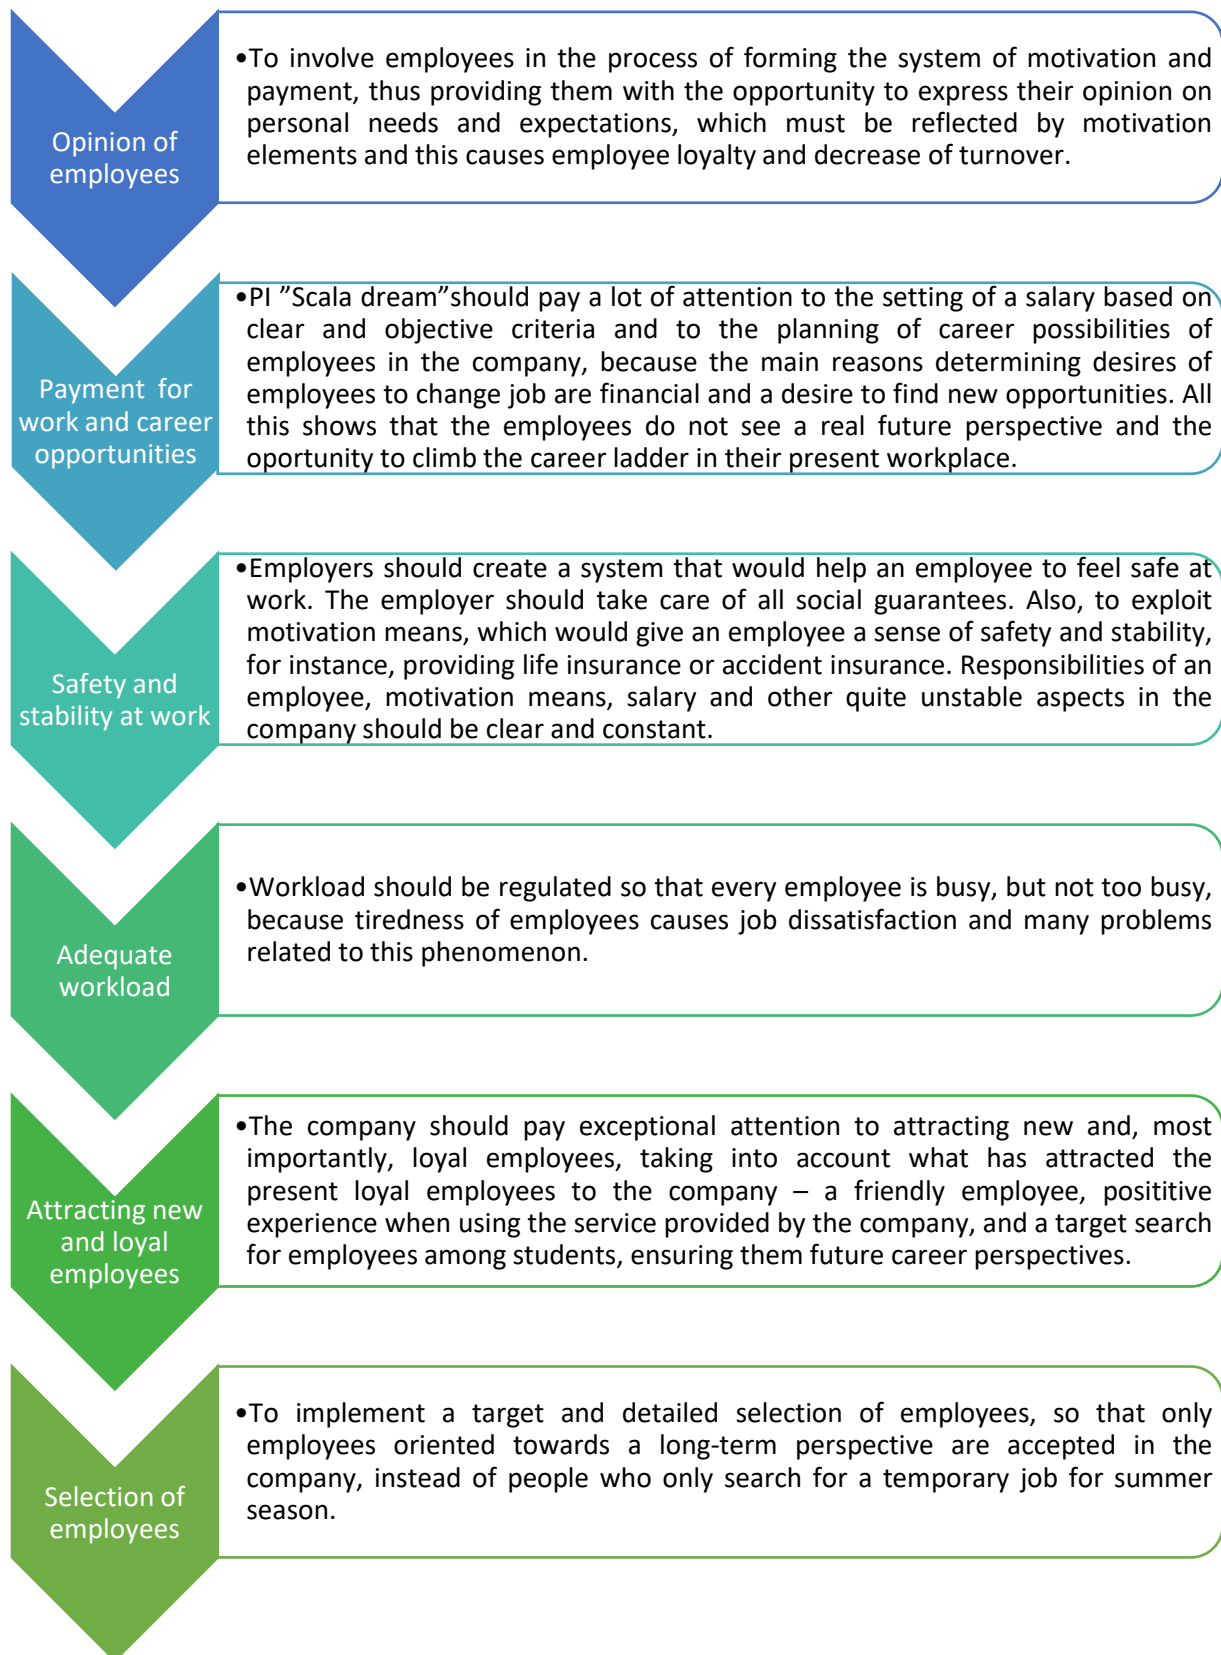 Opinion of
employees
•To involve employees in the process of forming the system of motivation and
payment, thus providing them with the opportunity to express their opinion on
personal needs and expectations, which must be reflected by motivation
elements and this causes employee loyalty and decrease of turnover.
Payment for
work and career
opportunities
•PI ”Scala dream”should pay a lot of attention to the setting of a salary based on
clear and objective criteria and to the planning of career possibilities of
employees in the company, because the main reasons determining desires of
employees to change job are financial and a desire to find new opportunities. All
this shows that the employees do not see a real future perspective and the
oportunity to climb the career ladder in their present workplace.
Safety and
stability at work
•Employers should create a system that would help an employee to feel safe at
work. The employer should take care of all social guarantees. Also, to exploit
motivation means, which would give an employee a sense of safety and stability,
for instance, providing life insurance or accident insurance. Responsibilities of an
employee, motivation means, salary and other quite unstable aspects in the
company should be clear and constant.
Adequate
workload
•Workload should be regulated so that every employee is busy, but not too busy,
because tiredness of employees causes job dissatisfaction and many problems
related to this phenomenon.
Attracting new
and loyal
employees
•The company should pay exceptional attention to attracting new and, most
importantly, loyal employees, taking into account what has attracted the
present loyal employees to the company – a friendly employee, posititive
experience when using the service provided by the company, and a target search
for employees among students, ensuring them future career perspectives.
Selection of
employees
•To implement a target and detailed selection of employees, so that only
employees oriented towards a long-term perspective are accepted in the
company, instead of people who only search for a temporary job for summer
season.